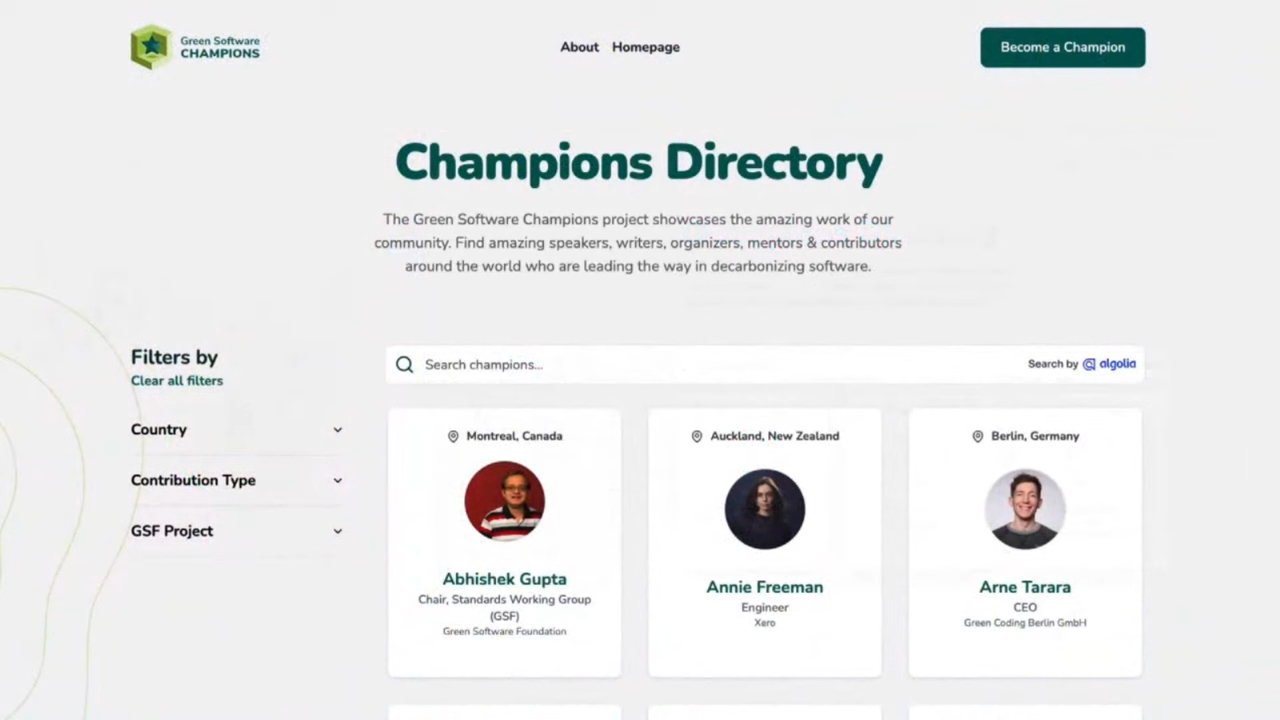 Green Software
CHAMPIONS
About
Homepage
Become a Champion
Champions Directory
The Green Software Champions project showcases the amazing work of our
community. Find amazing speakers, writers, organizers, mentors & contributors
around the world who are leading the way in decarbonizing software.
Filters by
Clear all filters
Country
Contribution Type
GSF Project
Search champions...
Search by algolia
Montreal, Canada
Abhishek Gupta
Chair, Standards Working Group
(GSF)
Green Software Foundation
Auckland, New Zealand
Annie Freeman
Engineer
Xero
Berlin, Germany
Arne Tarara
CEO
Green Coding Berlin GmbH